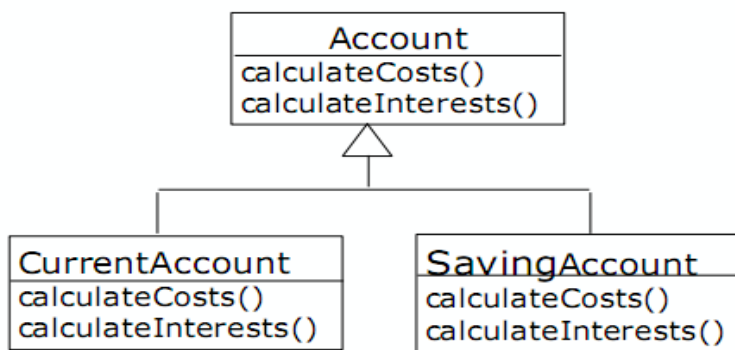 Account
calculateCosts()
calculateInterests()
CurrentAccount
calculateCosts()
calculateInterests()
SavingAccount
calculateCosts()
calculateInterests()